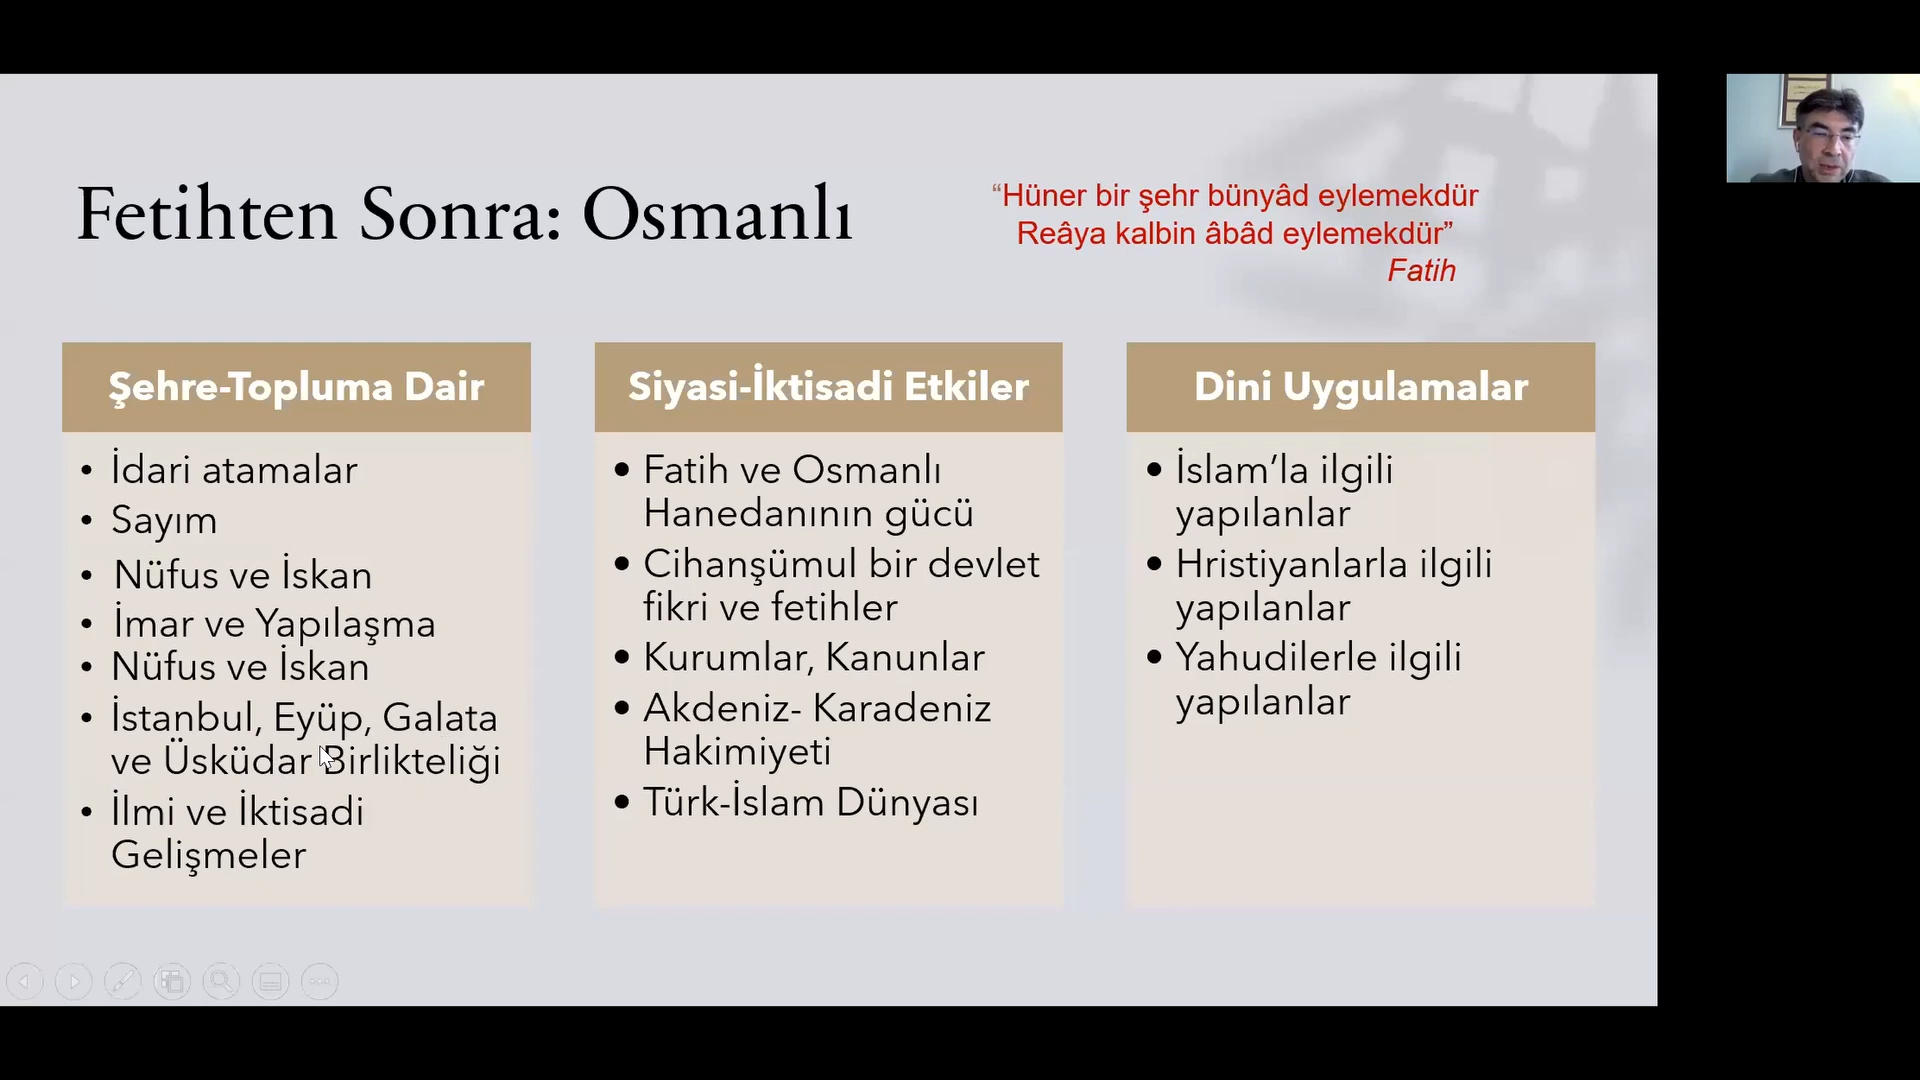 Fetihten Sonra: Osmanlı
“Hüner bir şehr bünyâd eylemekdür
Reâya kalbin âbâd eylemekdür”
Fatih
Şehre-Topluma Dair
• İdari atamalar
• Sayım
• Nüfus ve İskan
• İmar ve Yapılaşma
• Nüfus ve İskan
• İstanbul, Eyüp, Galata
ve Üsküdar Birlikteliği
• İlmi ve İktisadi
Gelişmeler
Siyasi-İktisadi Etkiler
• Fatih ve Osmanlı
Hanedanının gücü
• Cihanşümul bir devlet
fikri ve fetihler
• Kurumlar, Kanunlar
• Akdeniz- Karadeniz
Hakimiyeti
• Türk-İslam Dünyası
Dini Uygulamalar
• İslam’la ilgili
yapılanlar
• Hristiyanlarla ilgili
yapılanlar
• Yahudilerle ilgili
yapılanlar